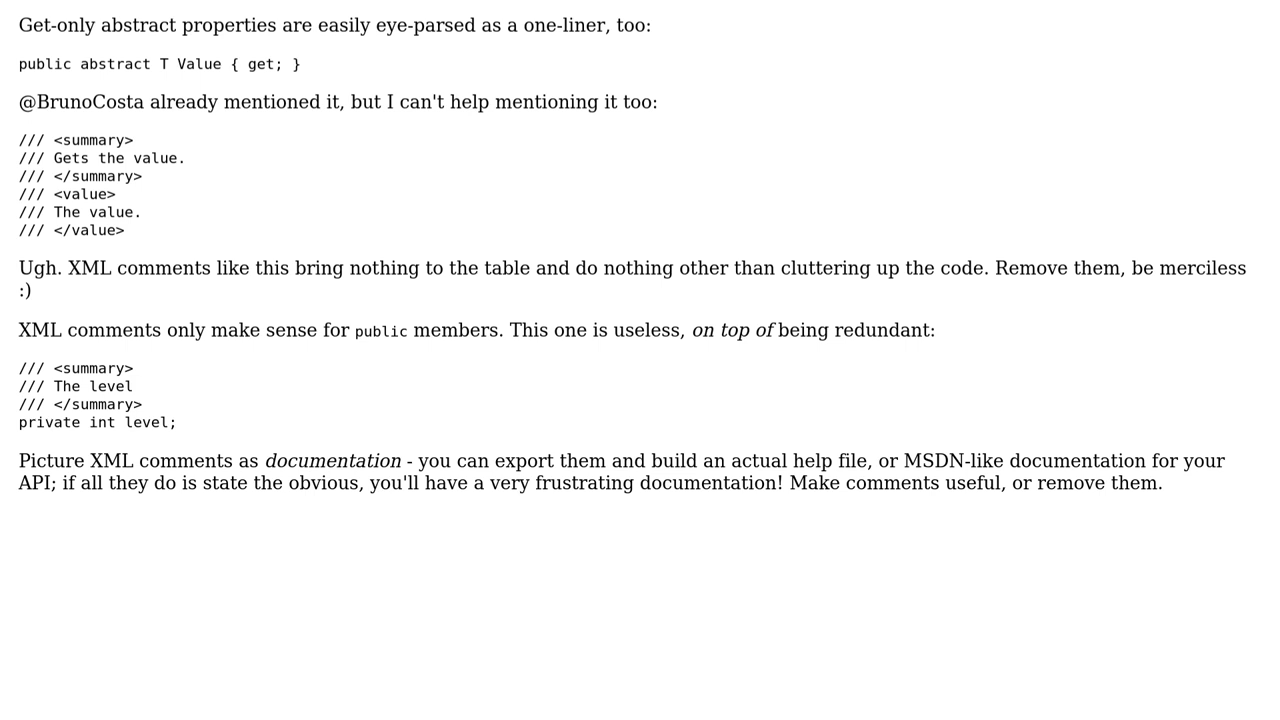 Get-only abstract properties are easily eye-parsed as a one-liner, too:
public abstract T Value { get; }
@BrunoCosta already mentioned it, but I can't help mentioning it too:
/// <summary>
/// Gets the value.
/// </summary>
/// <value>
/// The value.
/// </value>
Ugh. XML comments like this bring nothing to the table and do nothing other than cluttering up the code. Remove them, be merciless
:)
XML comments only make sense for public members. This one is useless, on top of being redundant:
/// <summary>
/// The level
/// </summary>
private int level;
Picture XML comments as documentation - you can export them and build an actual help file, or MSDN-like documentation for your
API; if all they do is state the obvious, you'll have a very frustrating documentation! Make comments useful, or remove them.